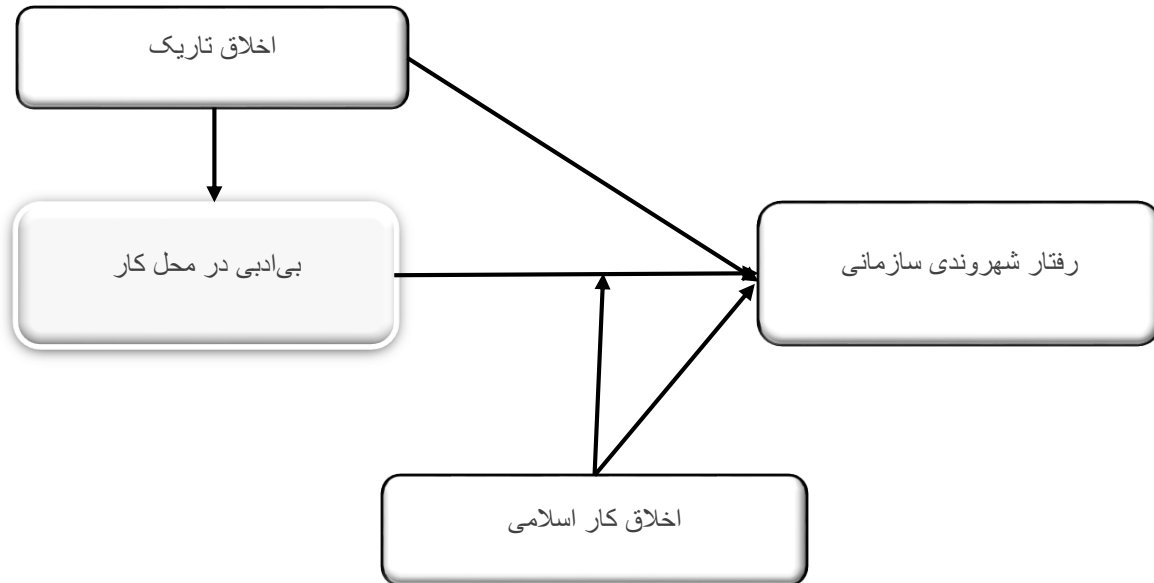 اخلاق تاریک
بی‌ادبی در محل کار
رفتار شهروندی سازمانی
اخلاق کار اسلامی